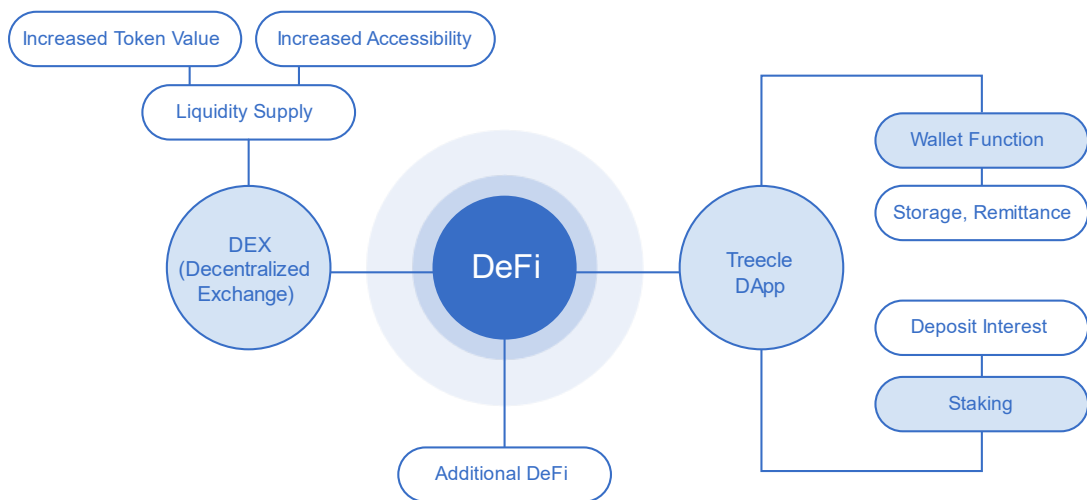 Increased Token Value
Increased Accessibility
Liquidity Supply
DEX
(Decentralized
Exchange)
DeFi
Additional DeFi
Treecle
DApp
Wallet Function
Storage, Remittance
Deposit Interest
Staking